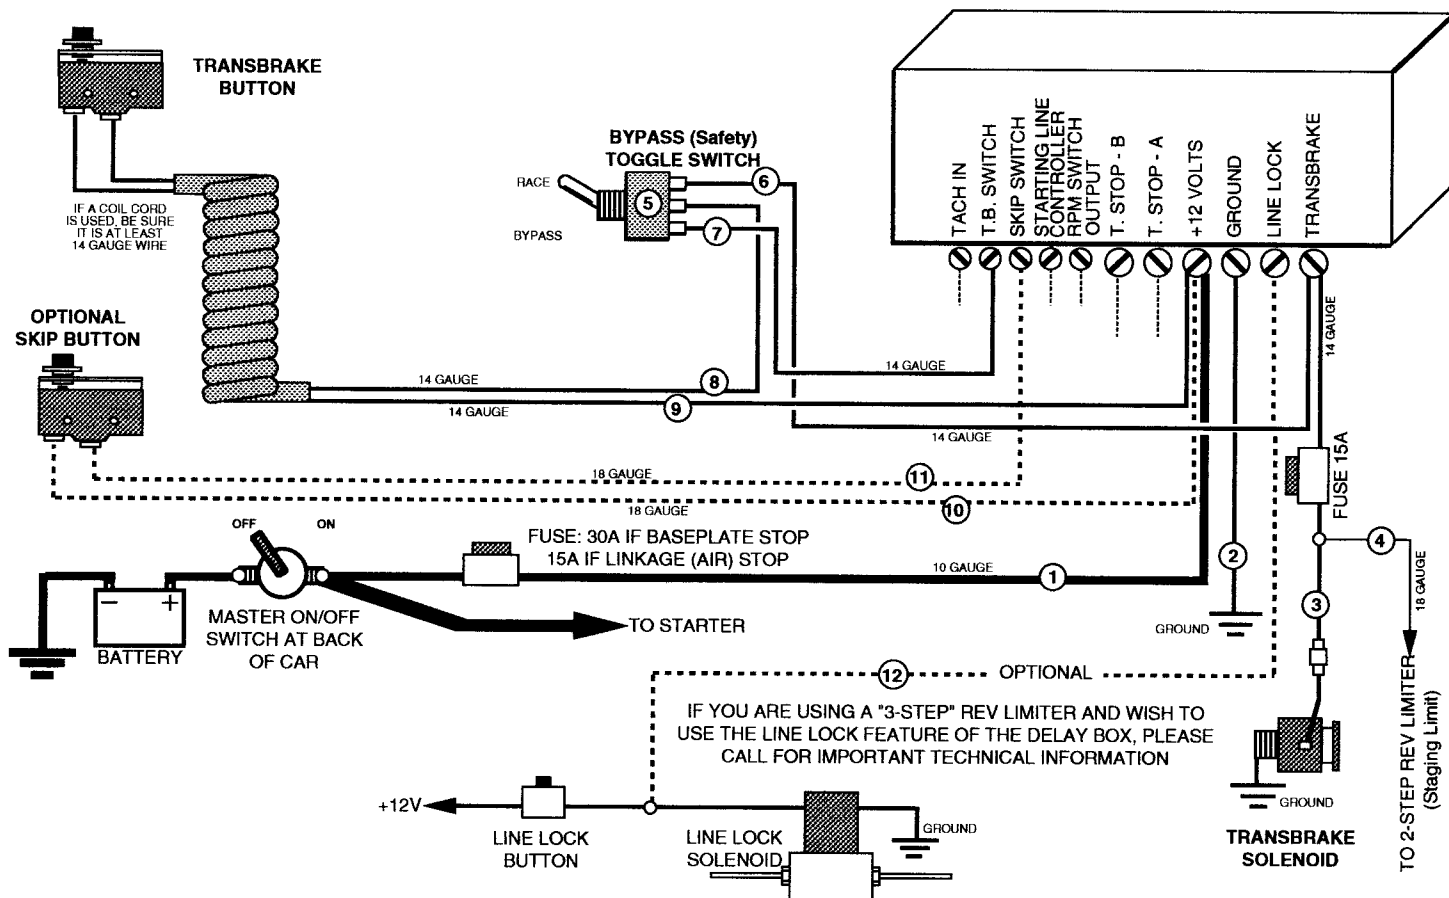 TRANSBRAKE
BUTTON
IF A COIL CORD
IS USED, BE SURE
IT IS AT LEAST
14 GAUGE WIRE
BYPASS (Safety)
TOGGLE SWITCH
RACE
BYPASS
5
6
7
TACH IN
T.B. SWITCH
SKIP SWITCH
STARTING LINE
CONTROLLER
RPM SWITCH
OUTPUT
T. STOP - B
T. STOP - A
+12 VOLTS
GROUND
LINE LOCK
TRANSBRAKE
14 GAUGE
OPTIONAL
SKIP BUTTON
14 GAUGE
8
14 GAUGE
14 GAUGE
9
14 GAUGE
18 GAUGE
11
18 GAUGE
10
FUSE 15A
OFF
ON
FUSE: 30A IF BASEPLATE STOP
15A IF LINKAGE (AIR) STOP
10 GAUGE
1
2
3
4
18 GAUGE
GROUND
- +
BATTERY
MASTER ON/OFF
SWITCH AT BACK
OF CAR
TO STARTER
12
OPTIONAL
IF YOU ARE USING A "3-STEP" REV LIMITER AND WISH TO
USE THE LINE LOCK FEATURE OF THE DELAY BOX, PLEASE
CALL FOR IMPORTANT TECHNICAL INFORMATION
TO 2-STEP REV LIMITER
(Staging Limit)
GROUND
TRANSBRAKE
SOLENOID
+12V
LINE LOCK
BUTTON
LINE LOCK
SOLENOID
GROUND